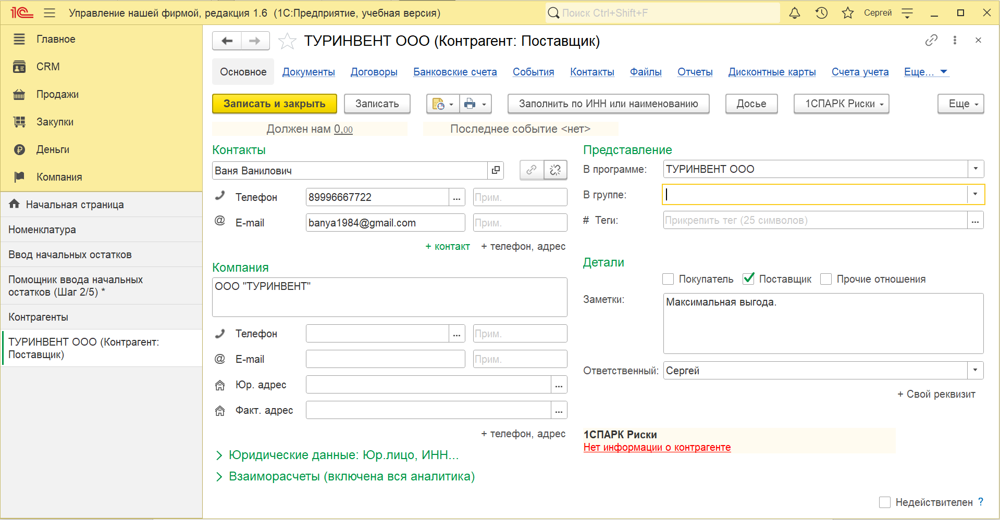 1С Управление нашей фирмой, редакция 1.6 (1С:Предприятие, учебная версия)
Поиск Ctrl+Shift+F
Сергей
Главное
CRM
Продажи
Закупки
Деньги
Компания
Начальная страница
Номенклатура
Ввод начальных остатков
Помощник ввода начальных
остатков (Шаг 2/5) *
Контрагенты
ТУРИНВЕНТ ООО (Контрагент:
Поставщик)
ТУРИНВЕНТ ООО (Контрагент: Поставщик)
Основное Документы Договоры Банковские счета События Контакты Файлы Отчеты Дисконтные карты Счета учета Еще...
Записать и закрыть Записать Заполнить по ИНН или наименованию Досье 1СПАРК Риски Еще
Должен нам 0,00 Последнее событие <нет>
Контакты
Ваня Ванилович
Телефон 89996667722 ... Прим.
@ E-mail banya1984@gmail.com Прим.
+ контакт + телефон, адрес
Компания
ООО "ТУРИНВЕНТ"
Телефон ... Прим.
@ E-mail Прим.
Юр. адрес ...
Факт. адрес ...
+ телефон, адрес
Юридические данные: Юр.лицо, ИНН...
Взаиморасчеты (включена вся аналитика)
Представление
В программе: ТУРИНВЕНТ ООО
В группе:
# Теги: Прикрепить тег (25 символов) ...
Детали
Покупатель Поставщик Прочие отношения
Заметки: Максимальная выгода.
Ответственный: Сергей
+ Свой реквизит
1СПАРК Риски
Нет информации о контрагенте
Недействителен ?